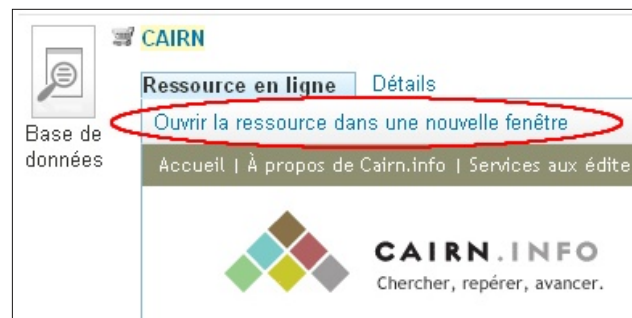 CAIRN
Ressource en ligne Détails
Ouvrir la ressource dans une nouvelle fenêtre
Base de
données
Accueil | À propos de Cairn.info | Services aux édite
CAIRN.INFO
Chercher, repérer, avancer.